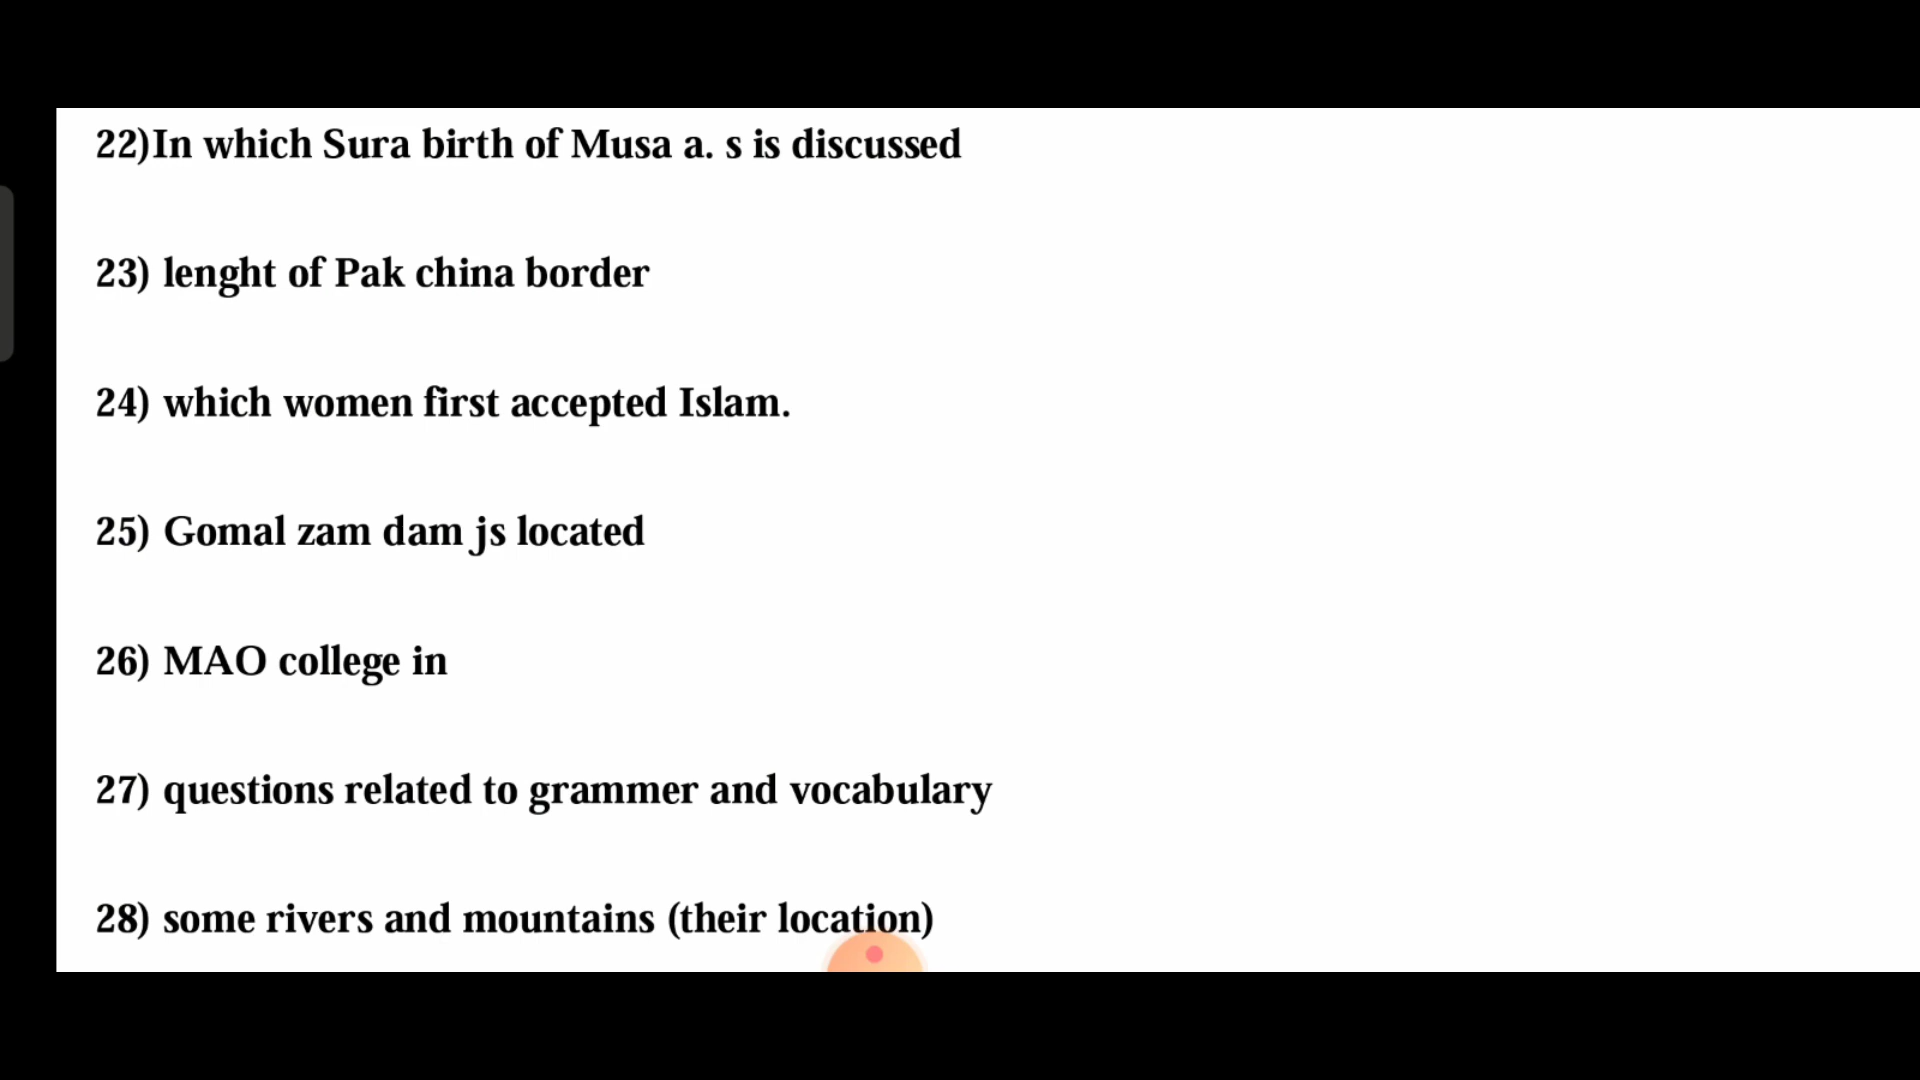 22)In which Sura birth of Musa a. s is discussed
23) lenght of Pak china border
24) which women first accepted Islam.
25) Gomal zam dam js located
26) MAO college in
27) questions related to grammer and vocabulary
28) some rivers and mountains (their location)